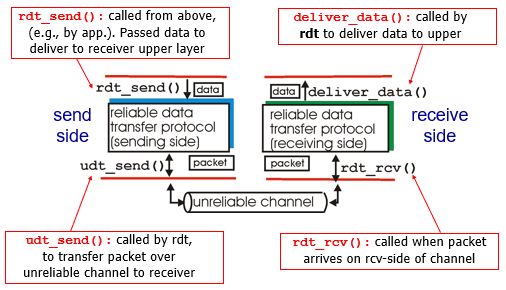 rdt_send(): called from above,
(e.g., by app.). Passed data to
deliver to receiver upper layer
deliver_data(): called by
rdt to deliver data to upper
rdt_send()
data
data
deliver_data()
send
side
reliable data
transfer protocol
(sending side)
reliable data
transfer protocol
(receiving side)
receive
side
udt_send()
packet
packet
rdt_rcv()
unreliable channel
udt_send(): called by rdt,
to transfer packet over
unreliable channel to receiver
rdt_rcv(): called when packet
arrives on rcv-side of channel